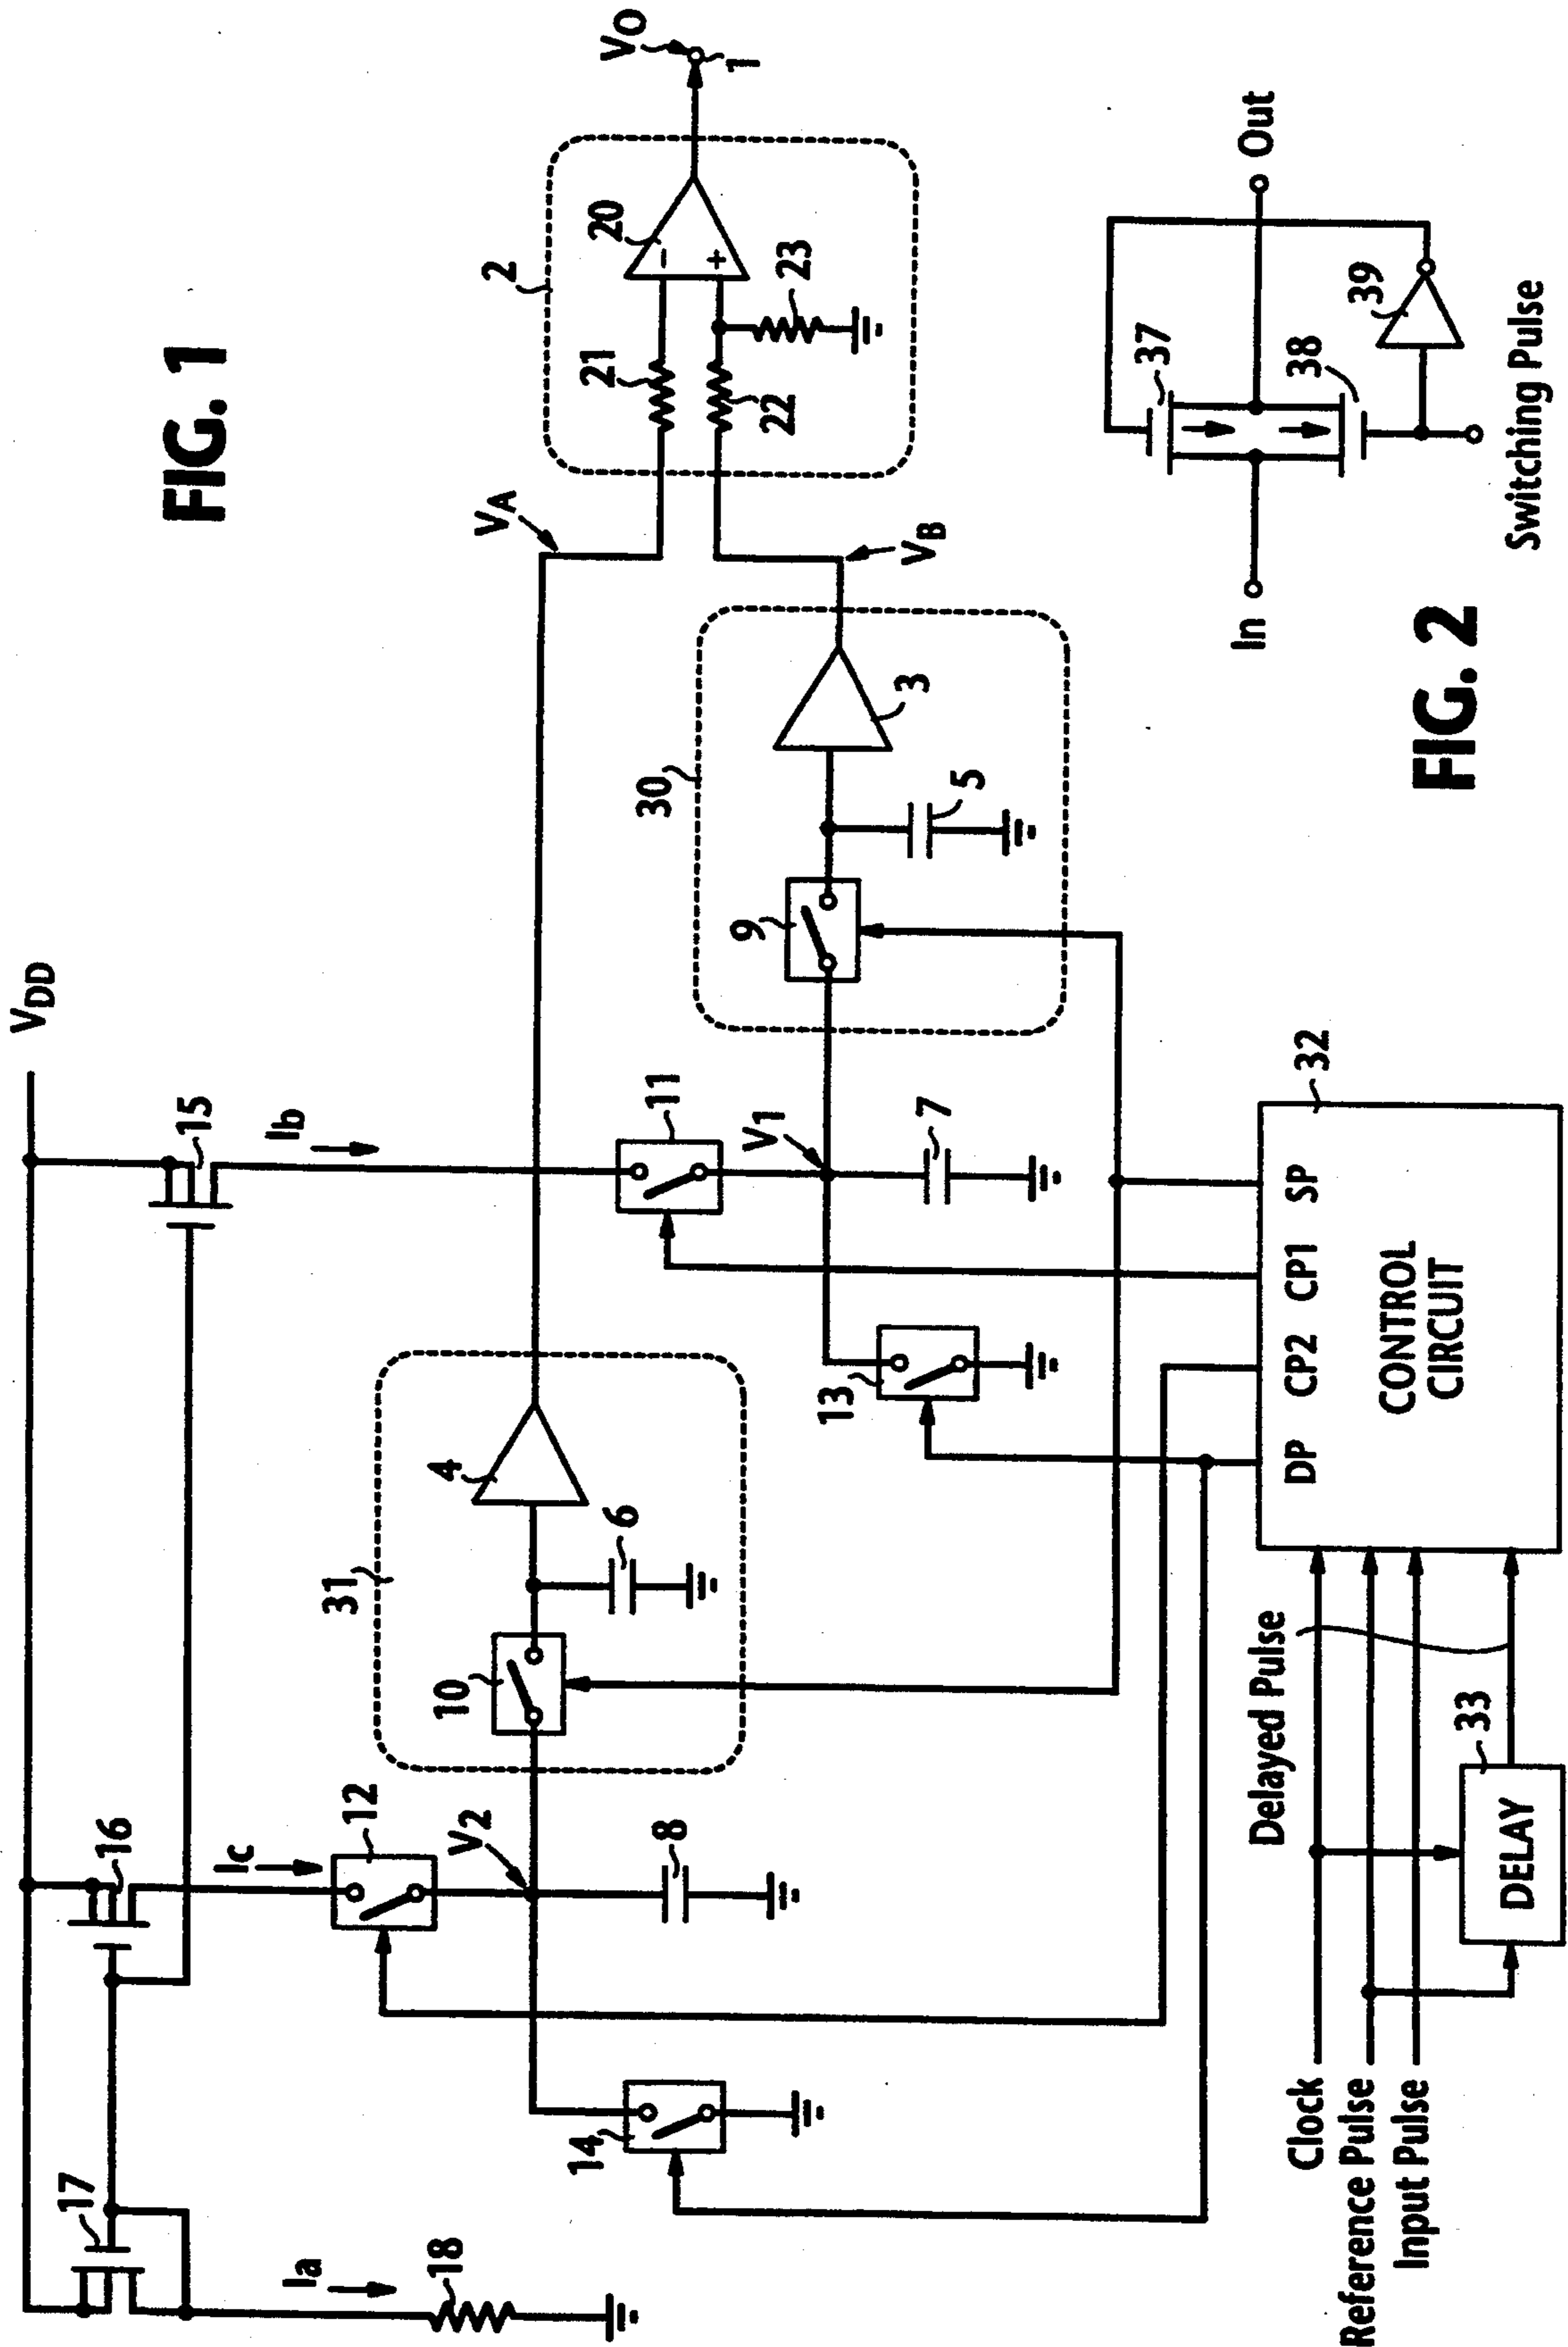 FIG. 1
VDD
17
Ia
18
16
Ic
12
V2
8
14
31
10
6
4
15
Ib
11
V1
7
13
30
9
5
3
VA
VB
2
21
22
20
−
+
23
VO
1
Clock
Reference Pulse
Input Pulse
Delayed Pulse
33
DELAY
32
DP CP2 CP1 SP
CONTROL
CIRCUIT
FIG. 2
In
Out
37
38
39
Switching Pulse